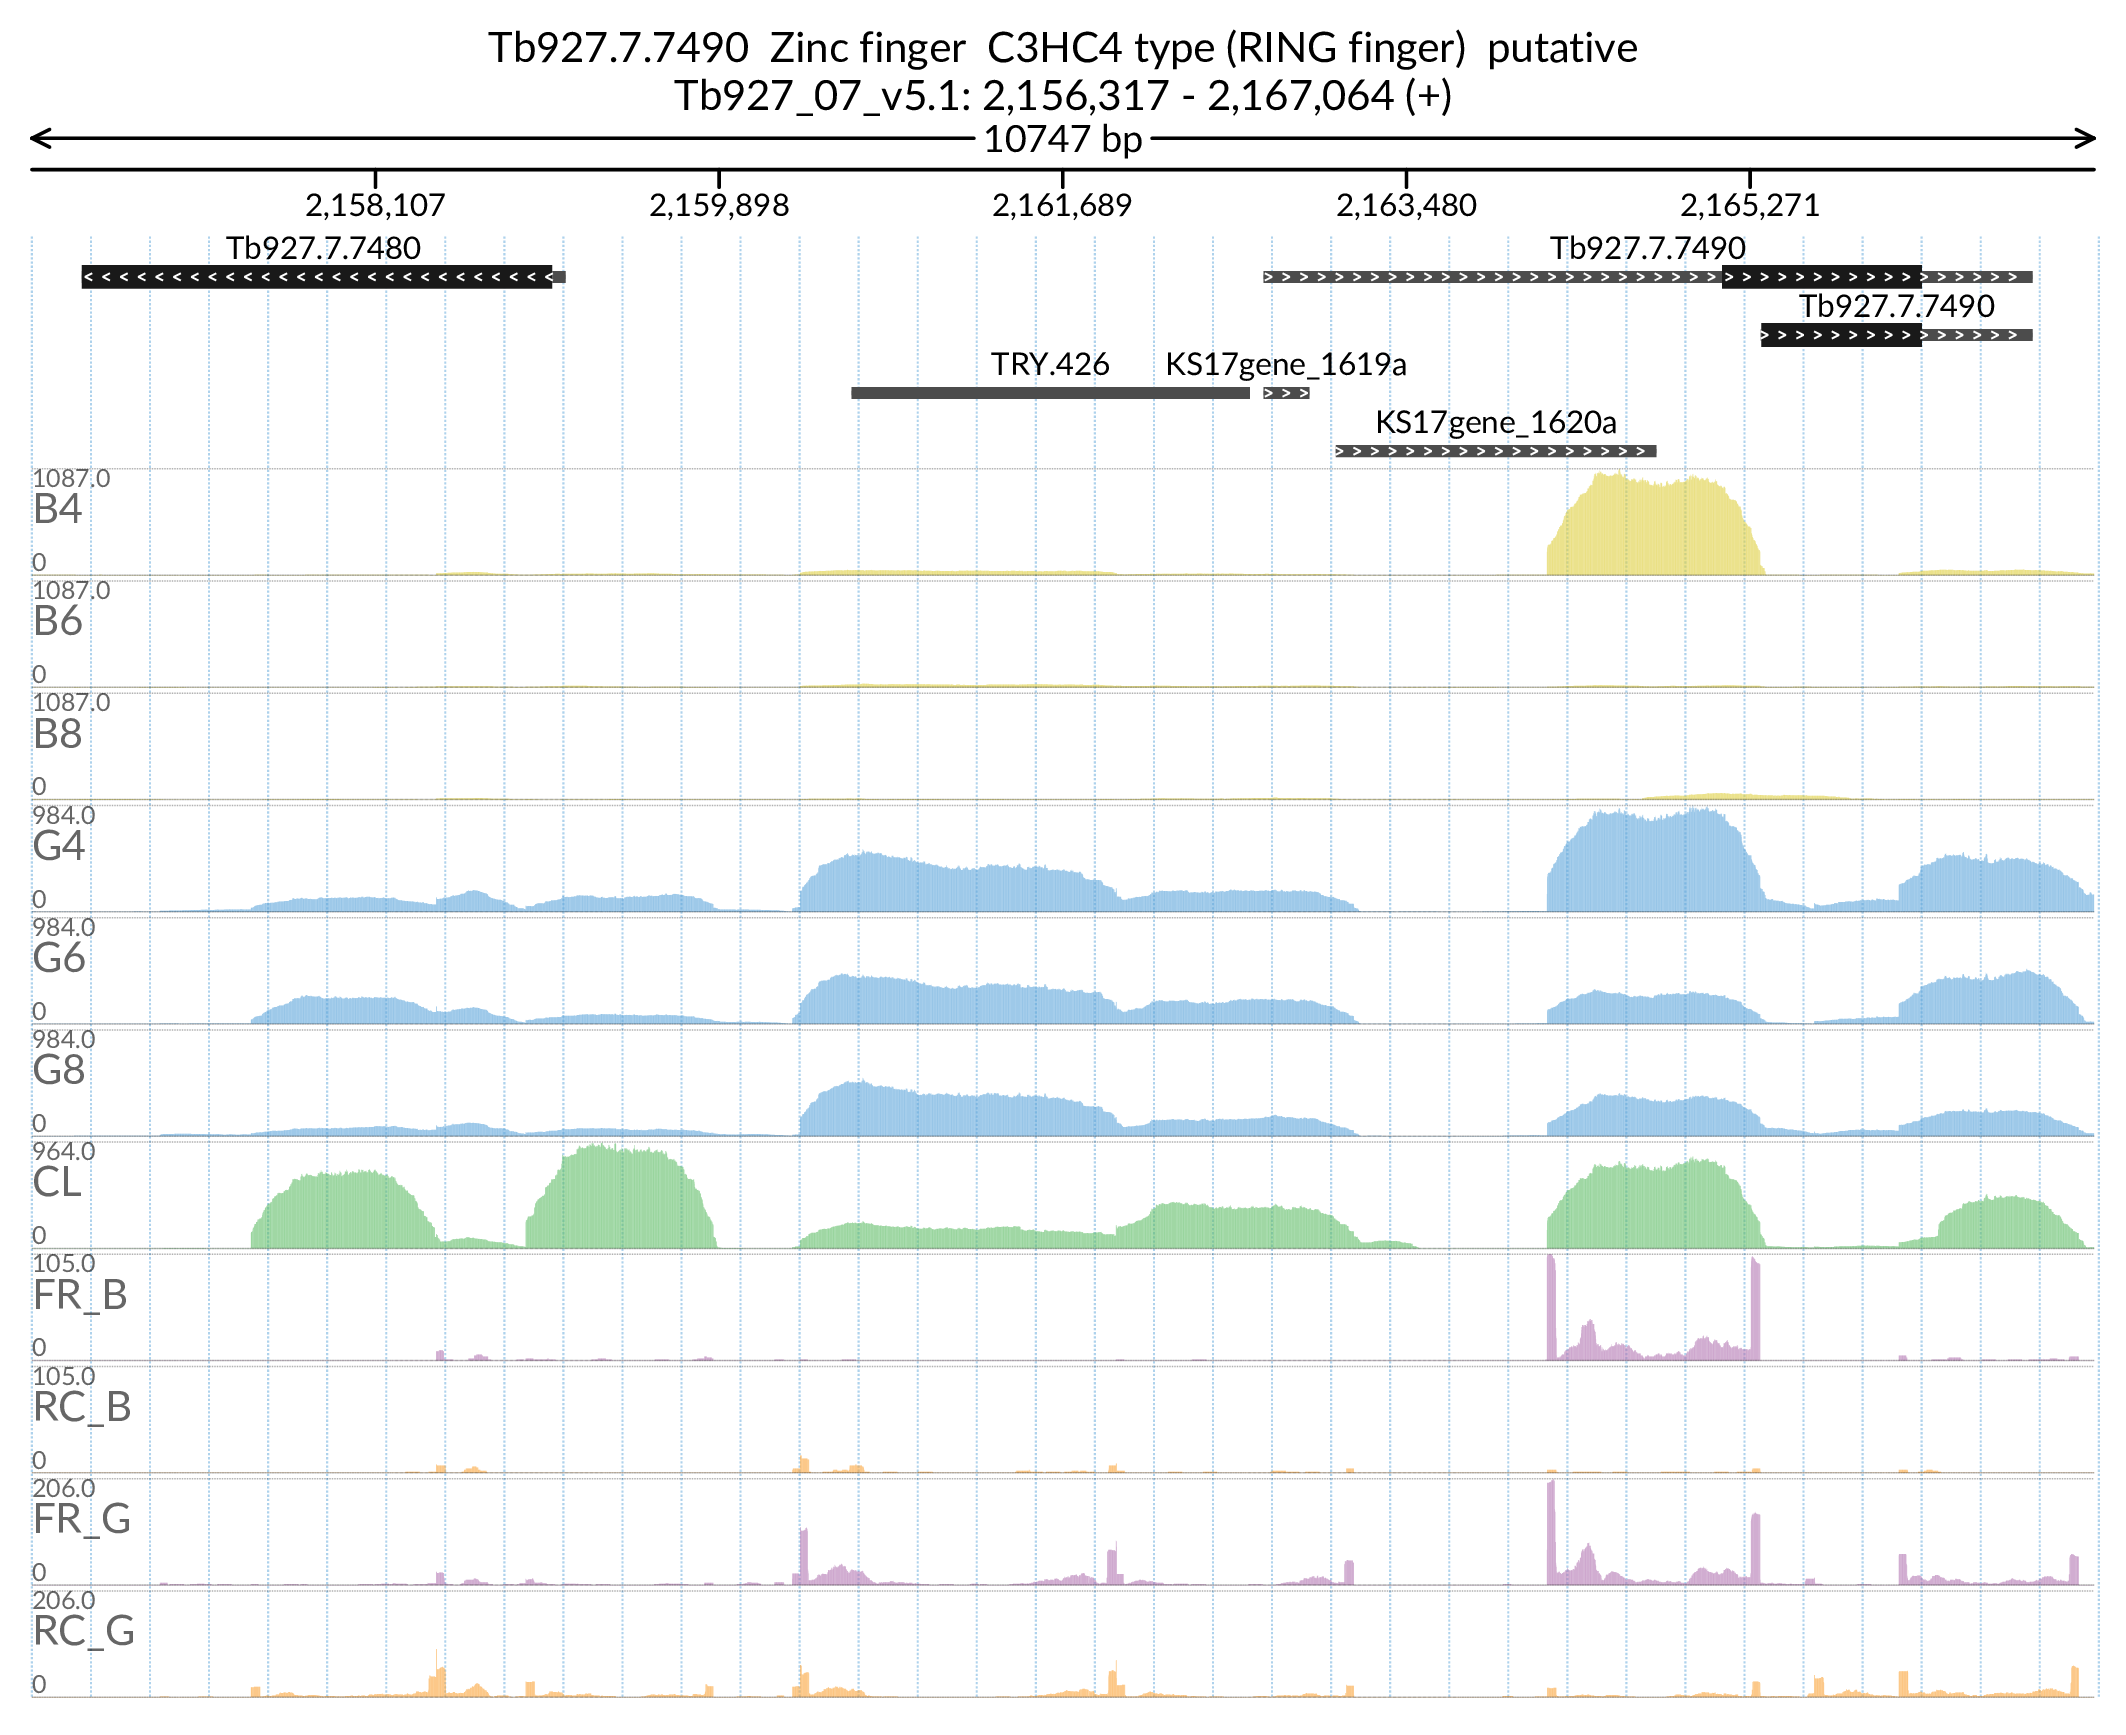 Tb927.7.7490  Zinc finger  C3HC4 type (RING finger)  putative
Tb927_07_v5.1: 2,156,317 - 2,167,064 (+)
10747 bp
2,158,107 2,159,898 2,161,689 2,163,480 2,165,271
Tb927.7.7480 Tb927.7.7490
Tb927.7.7490
TRY.426 KS17gene_1619a
KS17gene_1620a
1087.0
B4
0
1087.0
B6
0
1087.0
B8
0
984.0
G4
0
984.0
G6
0
984.0
G8
0
964.0
CL
0
105.0
FR_B
0
105.0
RC_B
0
206.0
FR_G
0
206.0
RC_G
0